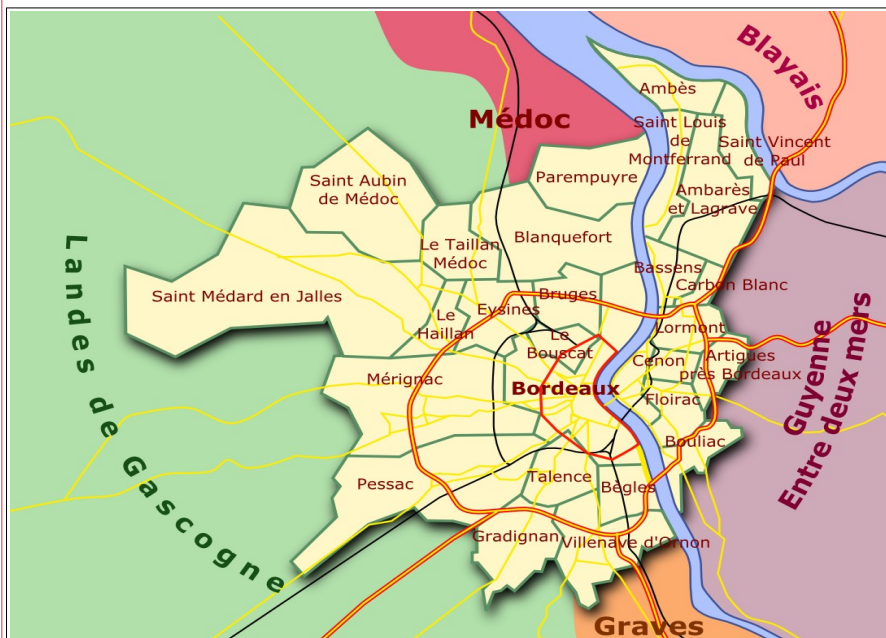 Blayais
Médoc
Ambès
Saint Louis
de
Montferrand
Saint Vincent
de Paul
Parempuyre
Saint Aubin
de Médoc
Ambarès
et Lagrave
Le Taillan
Médoc
Blanquefort
Bassens
Carbon Blanc
Saint Médard en Jalles
Eysines
Bruges
Le
Haillan
Lormont
Le
Bouscat
Cenon
Artigues
près Bordeaux
Mérignac
Bordeaux
Floirac
Bouliac
Pessac
Talence
Bègles
Gradignan
Villenave d'Ornon
Landes de Gascogne
Guyenne
Entre deux mers
Graves